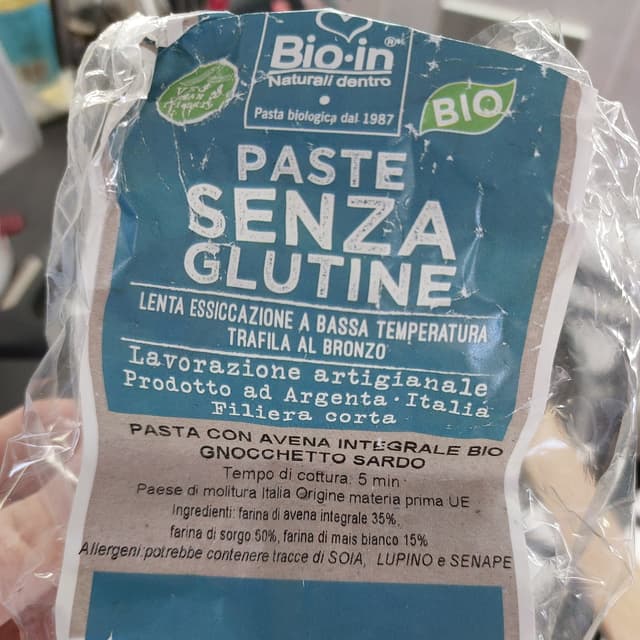 Bio·in®
Naturali dentro
Pasta biologica dal 1987
BIO
PASTE
SENZA
GLUTINE
LENTA ESSICCAZIONE A BASSA TEMPERATURA
TRAFILA AL BRONZO
Lavorazione artigianale
Prodotto ad Argenta · Italia
Filiera corta
PASTA CON AVENA INTEGRALE BIO
GNOCCHETTO SARDO
Tempo di cottura: 5 min
Paese di molitura Italia Origine materia prima UE
Ingredienti: farina di avena integrale 35%,
farina di sorgo 50%, farina di mais bianco 15%
Allergeni:potrebbe contenere tracce di SOIA, LUPINO e SENAPE